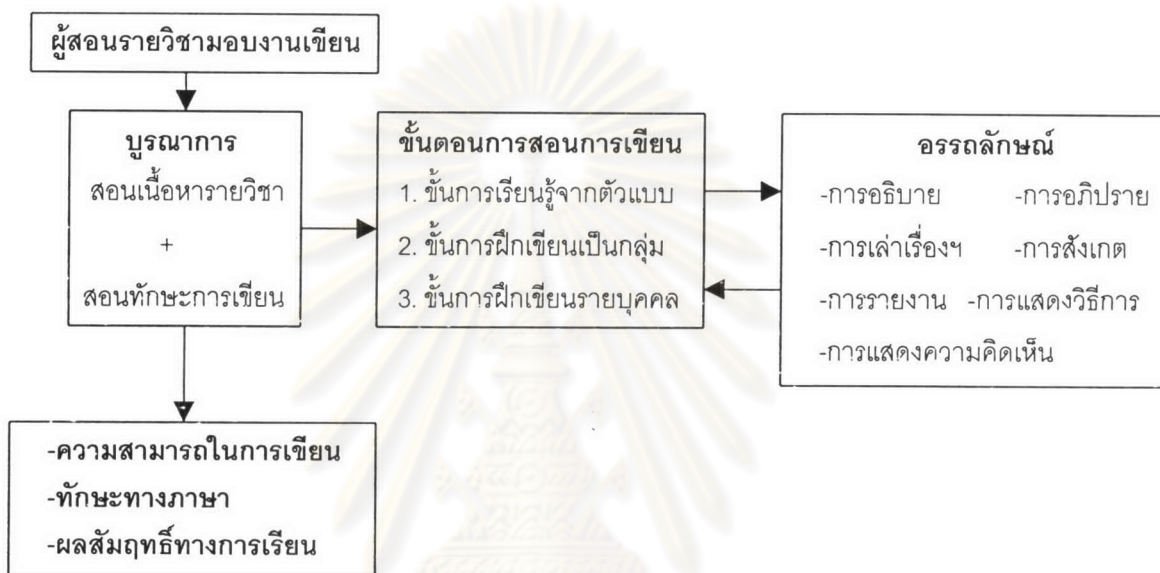 ผู้สอนรายวิชามอบงานเขียน
บูรณาการ
สอนเนื้อหารายวิชา
+
สอนทักษะการเขียน
ขั้นตอนการสอนการเขียน
1. ขั้นการเรียนรู้จากตัวแบบ
2. ขั้นการฝึกเขียนเป็นกลุ่ม
3. ขั้นการฝึกเขียนรายบุคคล
อรรถลักษณ์
-การอธิบาย -การอภิปราย
-การเล่าเรื่องฯ -การสังเกต
-การรายงาน -การแสดงวิธีการ
-การแสดงความคิดเห็น
-ความสามารถในการเขียน
-ทักษะทางภาษา
-ผลสัมฤทธิ์ทางการเรียน